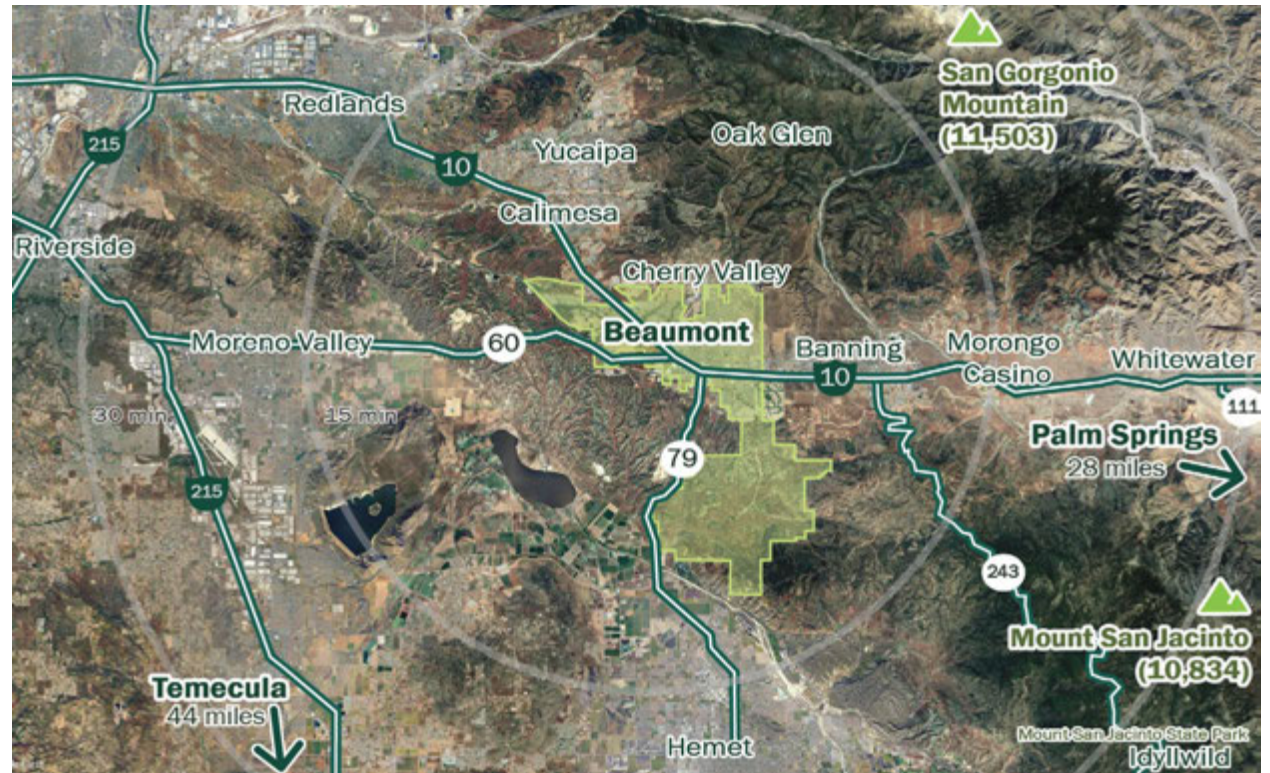 San Gorgonio
Mountain
(11,503)
Redlands
Oak Glen
215
Yucaipa
10
Calimesa
Riverside
Cherry Valley
Beaumont
Moreno Valley
60
Banning
Morongo
Casino
Whitewater
10
111
30 min.
15 min
Palm Springs
28 miles
79
215
243
Mount San Jacinto
(10,834)
Temecula
44 miles
Mount San Jacinto State Park
Idyllwild
Hemet